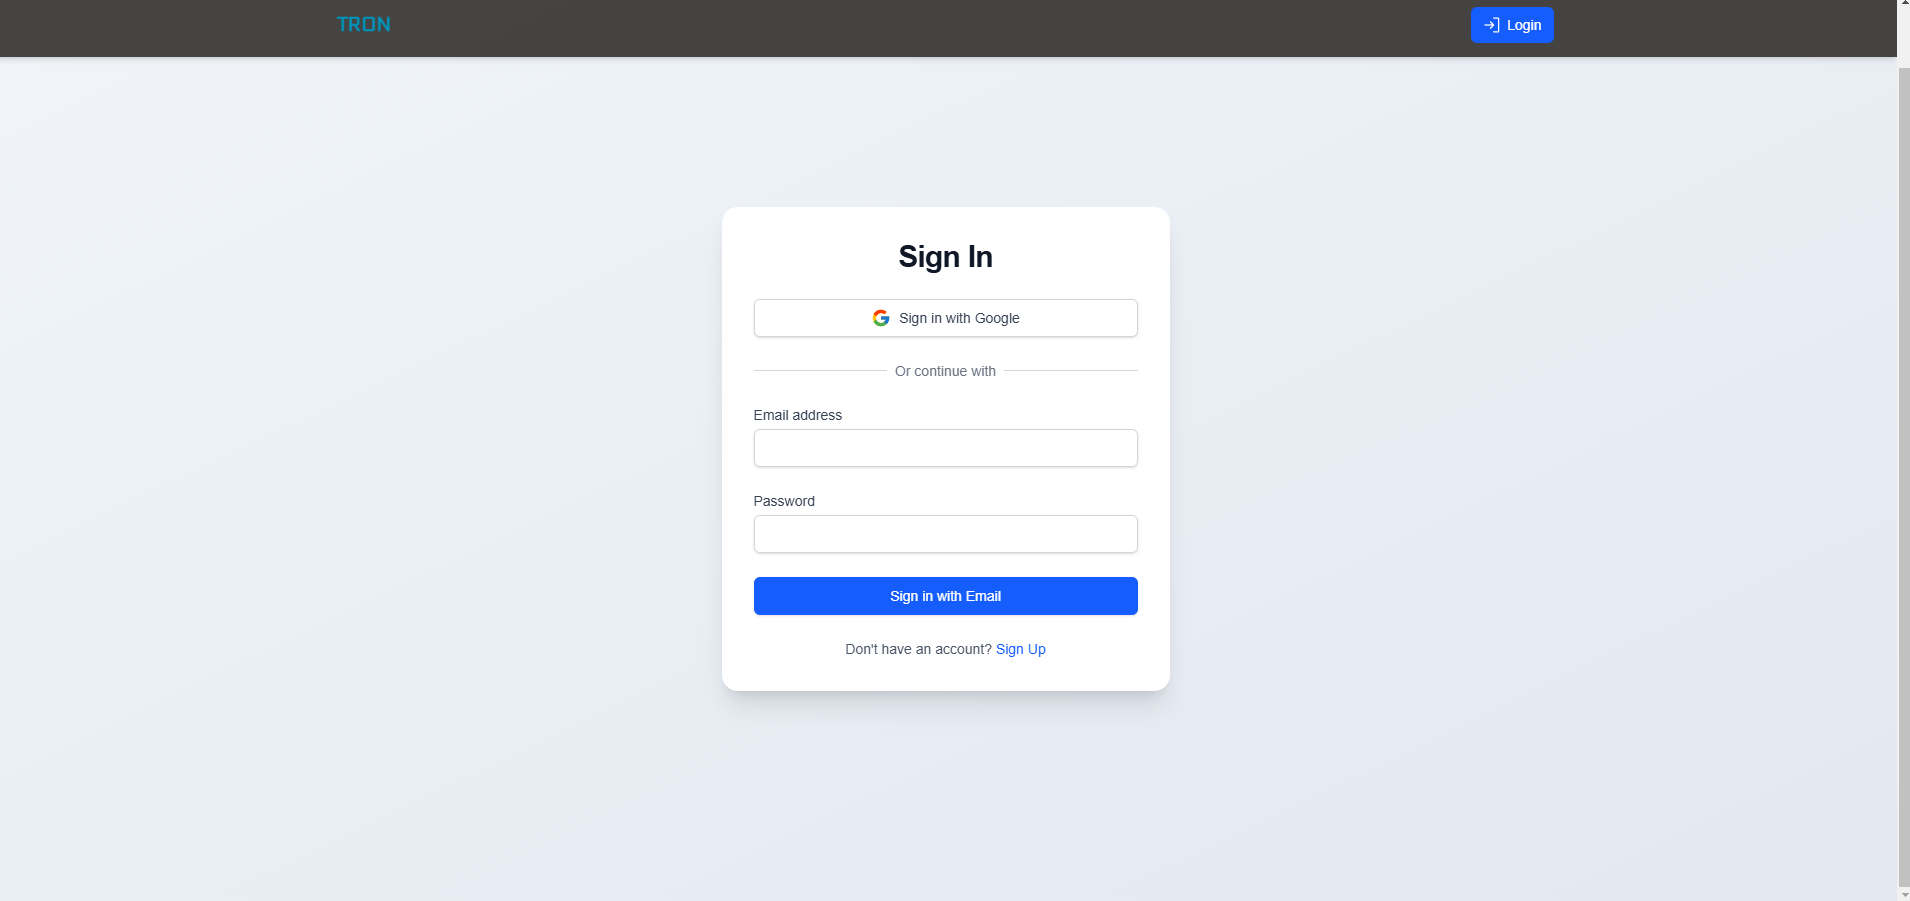 TRON
Login
Sign In
Sign in with Google
Or continue with
Email address
Password
Sign in with Email
Don't have an account? Sign Up